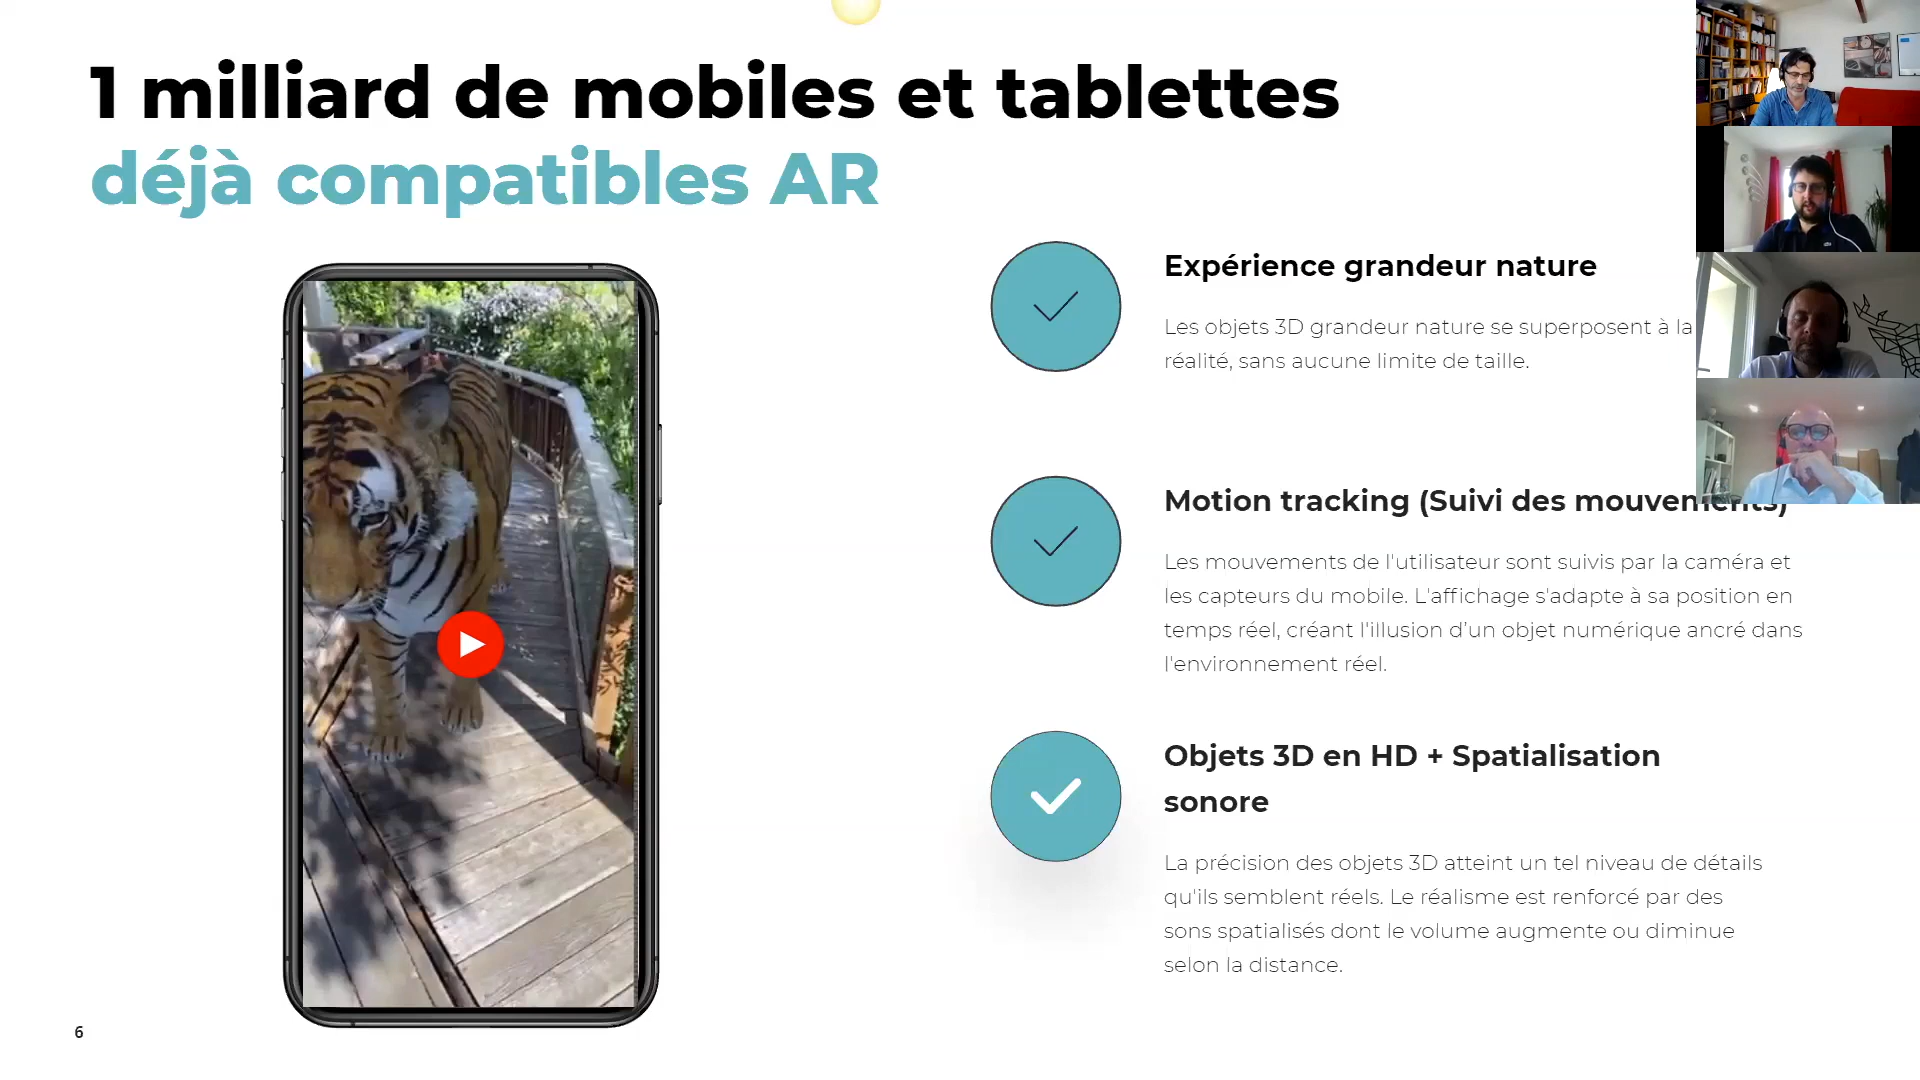 1 milliard de mobiles et tablettes
déjà compatibles AR
Expérience grandeur nature
Les objets 3D grandeur nature se superposent à la
réalité, sans aucune limite de taille.
Motion tracking (Suivi des mouvements)
Les mouvements de l'utilisateur sont suivis par la caméra et
les capteurs du mobile. L'affichage s'adapte à sa position en
temps réel, créant l'illusion d’un objet numérique ancré dans
l'environnement réel.
Objets 3D en HD + Spatialisation
sonore
La précision des objets 3D atteint un tel niveau de détails
qu'ils semblent réels. Le réalisme est renforcé par des
sons spatialisés dont le volume augmente ou diminue
selon la distance.
6